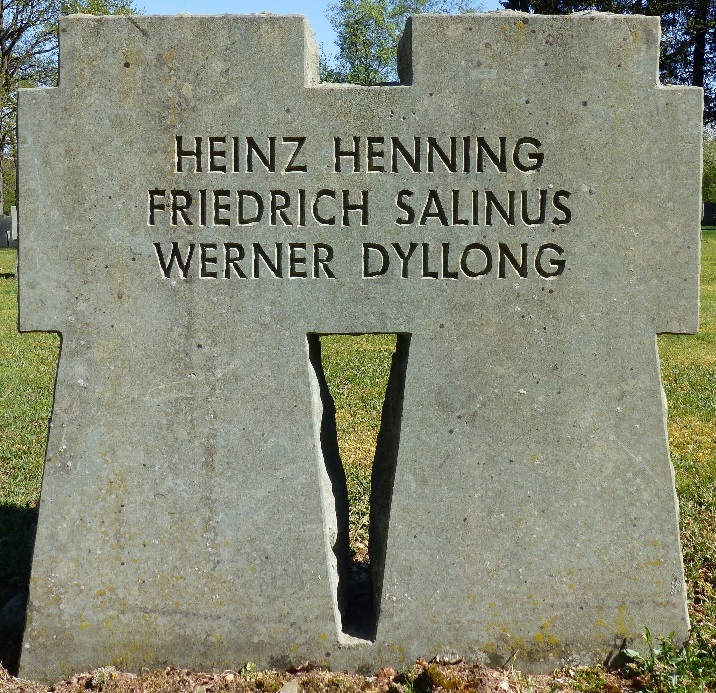 HEINZ HENNING
FRIEDRICH SALINUS
WERNER DYLLONG